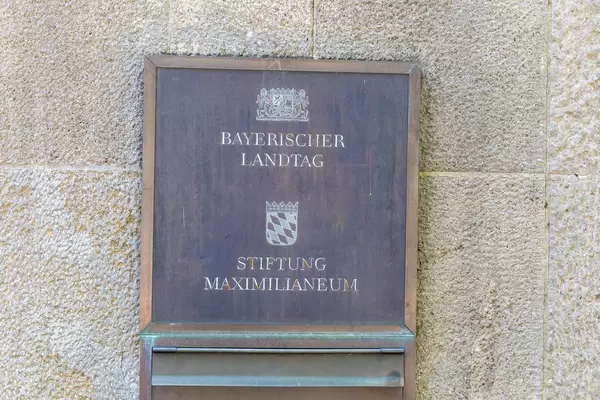 BAYERISCHER
LANDTAG
STIFTUNG
MAXIMILIANEUM